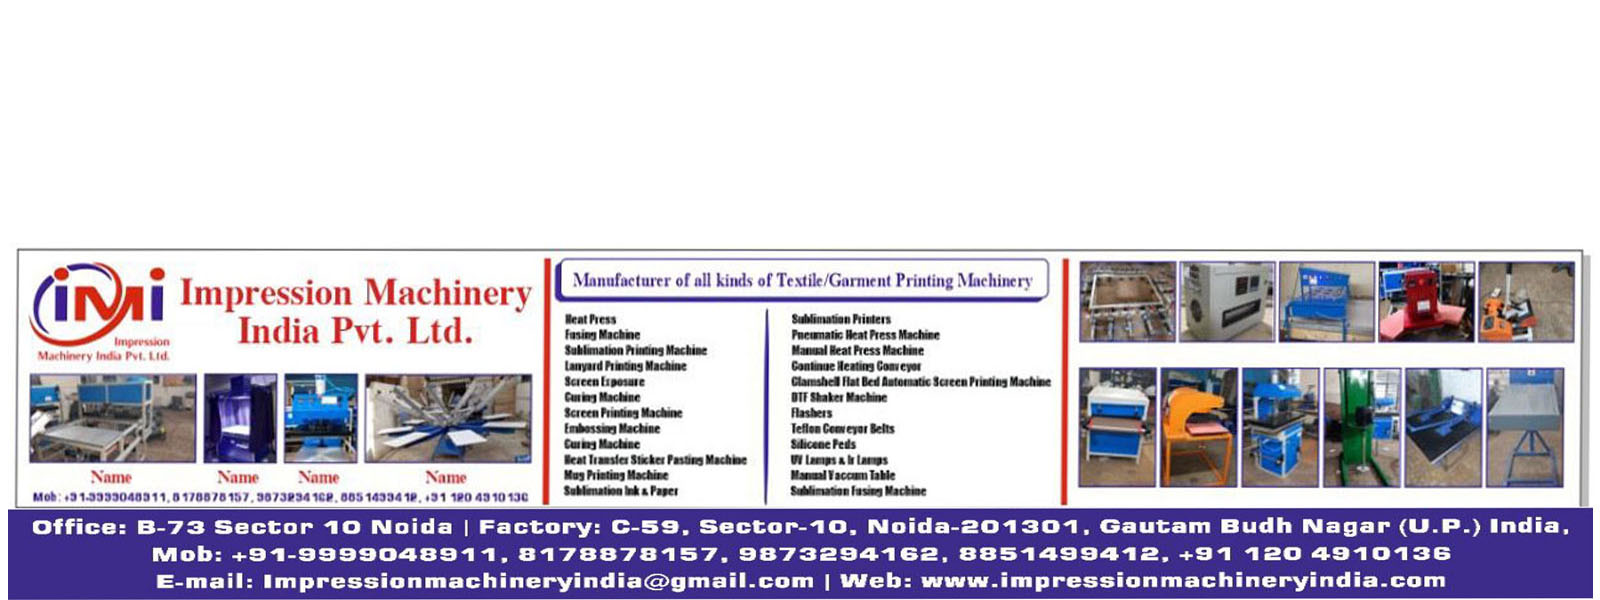 iMi
Impression
Machinery India Pvt. Ltd.
Impression Machinery
India Pvt. Ltd.
Name
Name
Name
Name
Mob: +91-9999048911, 8178878157, 9873294162, 8851499412, +91 120 4910136
Manufacturer of all kinds of Textile/Garment Printing Machinery
Heat Press
Fusing Machine
Sublimation Printing Machine
Lanyard Printing Machine
Screen Exposure
Curing Machine
Screen Printing Machine
Embossing Machine
Curing Machine
Heat Transfer Sticker Pasting Machine
Mug Printing Machine
Sublimation Ink & Paper
Sublimation Printers
Pneumatic Heat Press Machine
Manual Heat Press Machine
Continue Heating Conveyor
Clamshell Flat Bed Automatic Screen Printing Machine
DTF Shaker Machine
Flashers
Teflon Conveyor Belts
Silicone Peds
UV Lamps & Ir Lamps
Manual Vaccum Table
Sublimation Fusing Machine
Office: B-73 Sector 10 Noida | Factory: C-59, Sector-10, Noida-201301, Gautam Budh Nagar (U.P.) India,
Mob: +91-9999048911, 8178878157, 9873294162, 8851499412, +91 120 4910136
E-mail: Impressionmachineryindia@gmail.com | Web: www.impressionmachineryindia.com